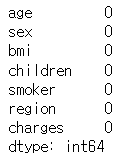 age 0
sex 0
bmi 0
children 0
smoker 0
region 0
charges 0
dtype: int64